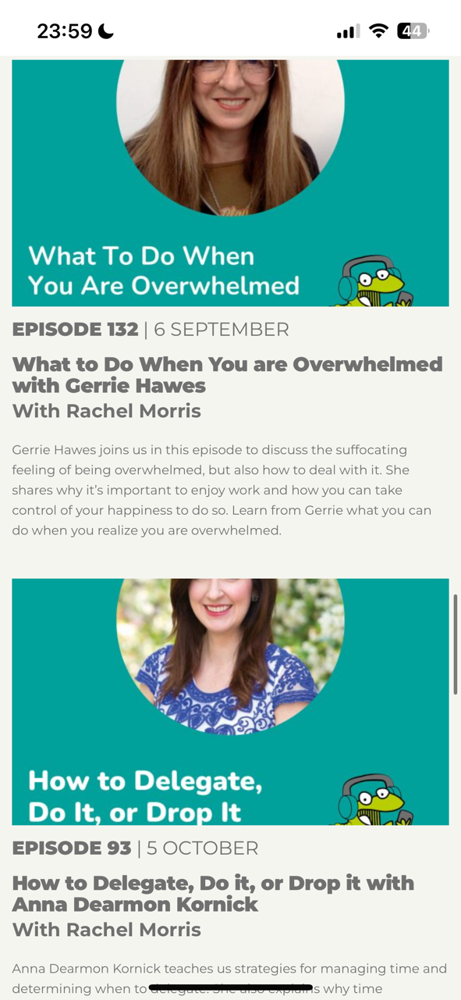 23:59
44
What To Do When
You Are Overwhelmed
EPISODE 132 | 6 SEPTEMBER
What to Do When You are Overwhelmed
with Gerrie Hawes
With Rachel Morris
Gerrie Hawes joins us in this episode to discuss the suffocating
feeling of being overwhelmed, but also how to deal with it. She
shares why it's important to enjoy work and how you can take
control of your happiness to do so. Learn from Gerrie what you can
do when you realize you are overwhelmed.
How to Delegate,
Do It, or Drop It
EPISODE 93 | 5 OCTOBER
How to Delegate, Do it, or Drop it with
Anna Dearmon Kornick
With Rachel Morris
Anna Dearmon Kornick teaches us strategies for managing time and
determining when to delegate. She also explains why time